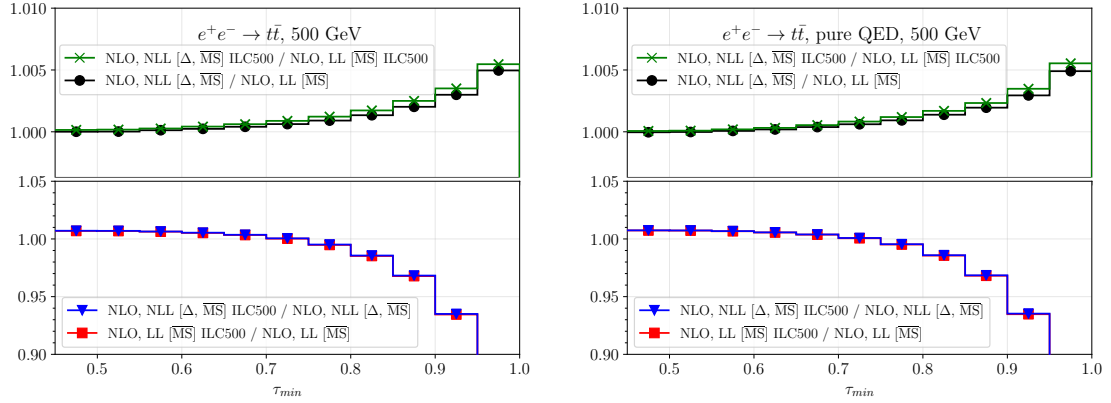 e⁺e⁻ → tt̄, 500 GeV
NLO, NLL [Δ, M̅S̅] ILC500 / NLO, LL [M̅S̅] ILC500
NLO, NLL [Δ, M̅S̅] / NLO, LL [M̅S̅]
1.010
1.005
1.000
1.05
1.00
0.95
0.90
NLO, NLL [Δ, M̅S̅] ILC500 / NLO, NLL [Δ, M̅S̅]
NLO, LL [M̅S̅] ILC500 / NLO, LL [M̅S̅]
0.5 0.6 0.7 0.8 0.9 1.0
τmin
e⁺e⁻ → tt̄, pure QED, 500 GeV
NLO, NLL [Δ, M̅S̅] ILC500 / NLO, LL [M̅S̅] ILC500
NLO, NLL [Δ, M̅S̅] / NLO, LL [M̅S̅]
1.010
1.005
1.000
1.05
1.00
0.95
0.90
NLO, NLL [Δ, M̅S̅] ILC500 / NLO, NLL [Δ, M̅S̅]
NLO, LL [M̅S̅] ILC500 / NLO, LL [M̅S̅]
0.5 0.6 0.7 0.8 0.9 1.0
τmin